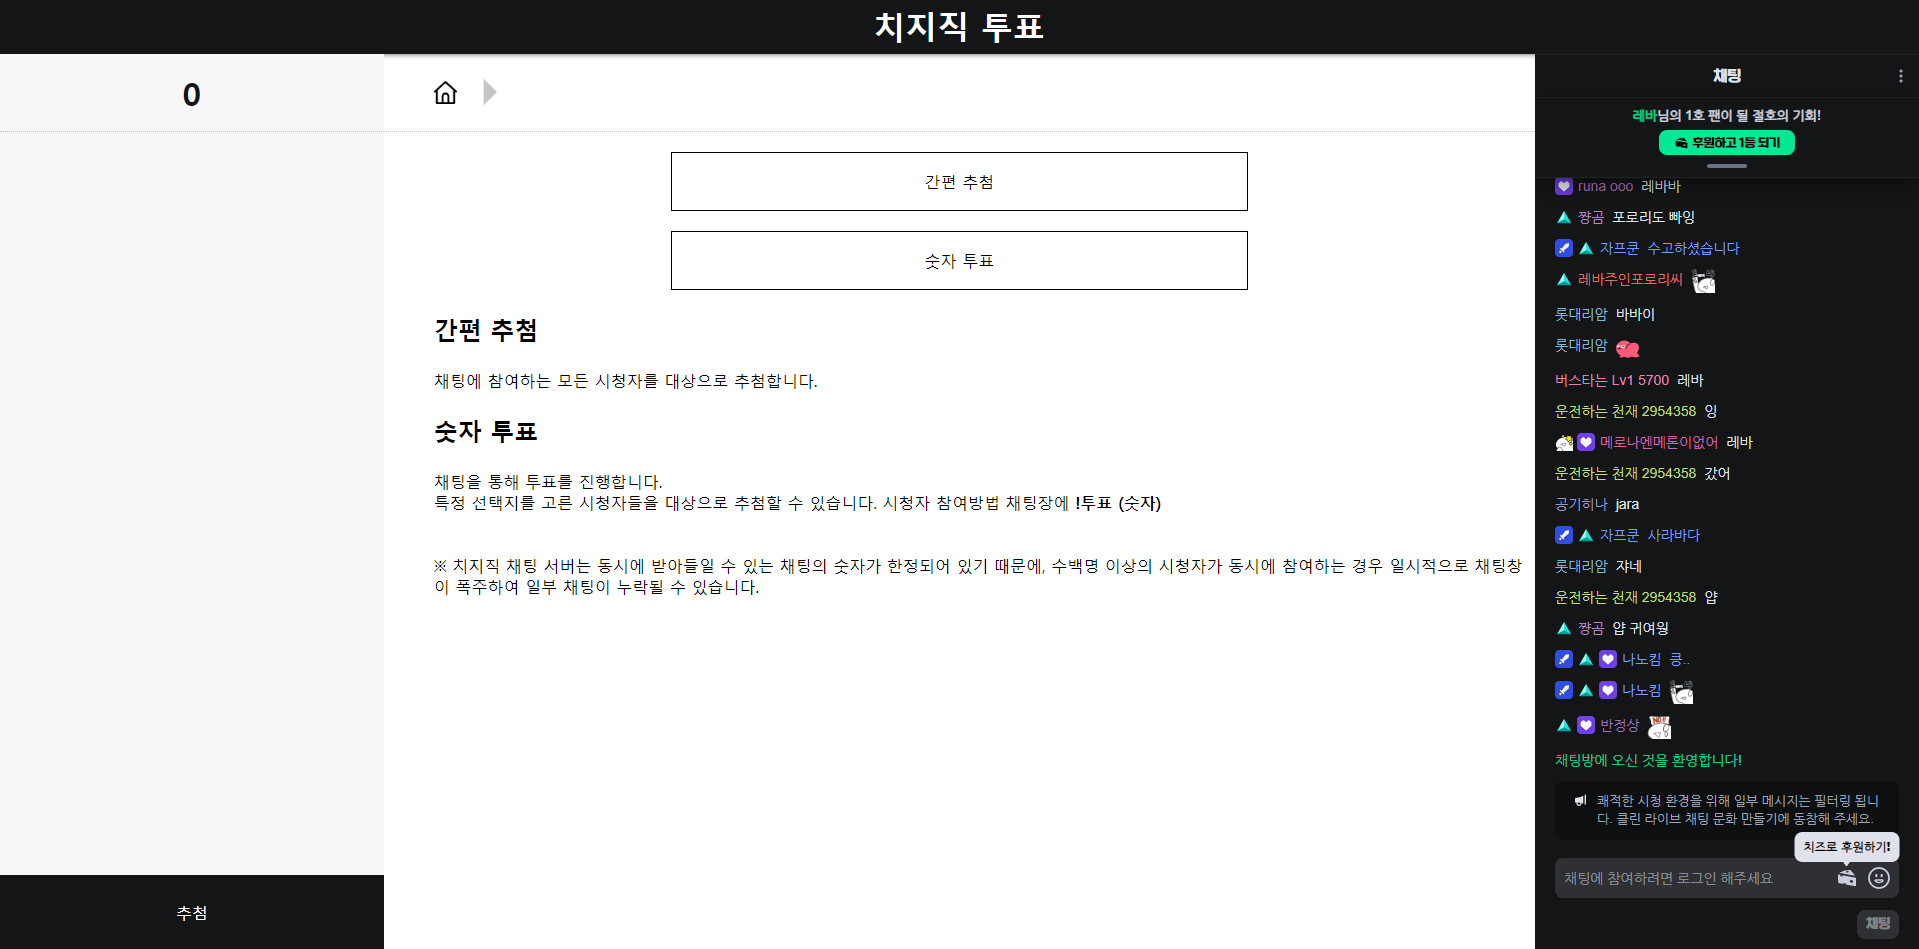 치지직 투표
0
간편 추첨
숫자 투표
간편 추첨
채팅에 참여하는 모든 시청자를 대상으로 추첨합니다.
숫자 투표
채팅을 통해 투표를 진행합니다.
특정 선택지를 고른 시청자들을 대상으로 추첨할 수 있습니다. 시청자 참여방법 채팅장에 !투표 (숫자)
※ 치지직 채팅 서버는 동시에 받아들일 수 있는 채팅의 숫자가 한정되어 있기 때문에, 수백명 이상의 시청자가 동시에 참여하는 경우 일시적으로 채팅창
이 폭주하여 일부 채팅이 누락될 수 있습니다.
추첨
채팅
레바님의 1호 팬이 될 절호의 기회!
후원하고 1등 되기
runa ooo 레바바
쨩곰 포로리도 빠잉
자프쿤 수고하셨습니다
레바주인포로리씨
롯대리암 바바이
롯대리암
버스타는 Lv1 5700 레바
운전하는 천재 2954358 잉
메로나엔메론이없어 레바
운전하는 천재 2954358 갔어
공기히나 jara
자프쿤 사라바다
롯대리암 쟈네
운전하는 천재 2954358 얍
쨩곰 얍 귀여웡
나노킴 킁..
나노킴
반정상 NO!!
채팅방에 오신 것을 환영합니다!
쾌적한 시청 환경을 위해 일부 메시지는 필터링 됩니
다. 클린 라이브 채팅 문화 만들기에 동참해 주세요.
치즈로 후원하기!
채팅에 참여하려면 로그인 해주세요
채팅